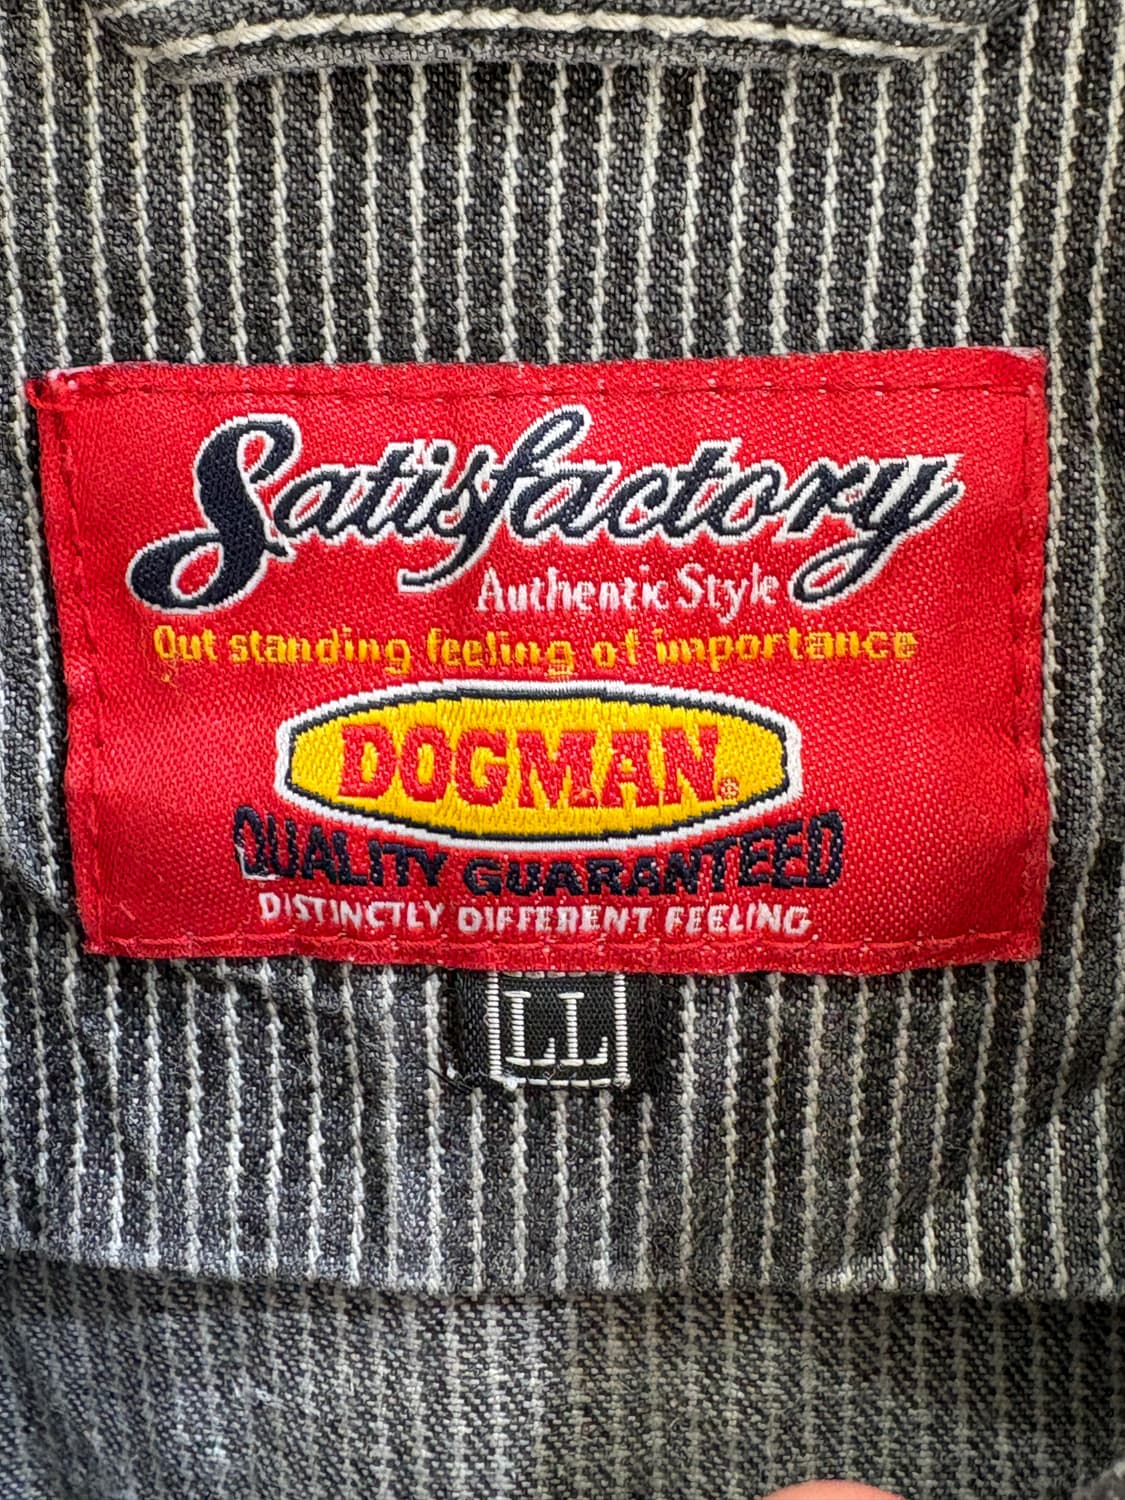 Satisfactory
Authentic Style
Out standing feeling of importance
DOGMAN®
QUALITY GUARANTEED
DISTINCTLY DIFFERENT FEELING
LL